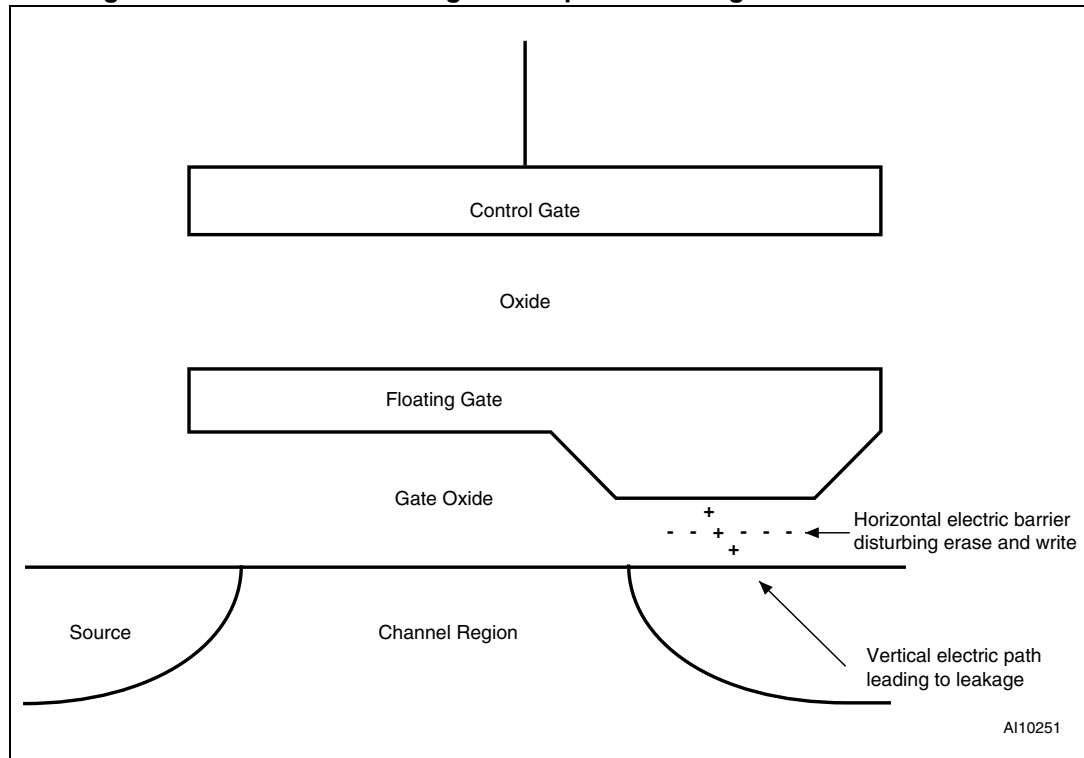 Control Gate
Oxide
Floating Gate
Gate Oxide
+
- - + - - -
+
Horizontal electric barrier
disturbing erase and write
Source
Channel Region
Vertical electric path
leading to leakage
AI10251